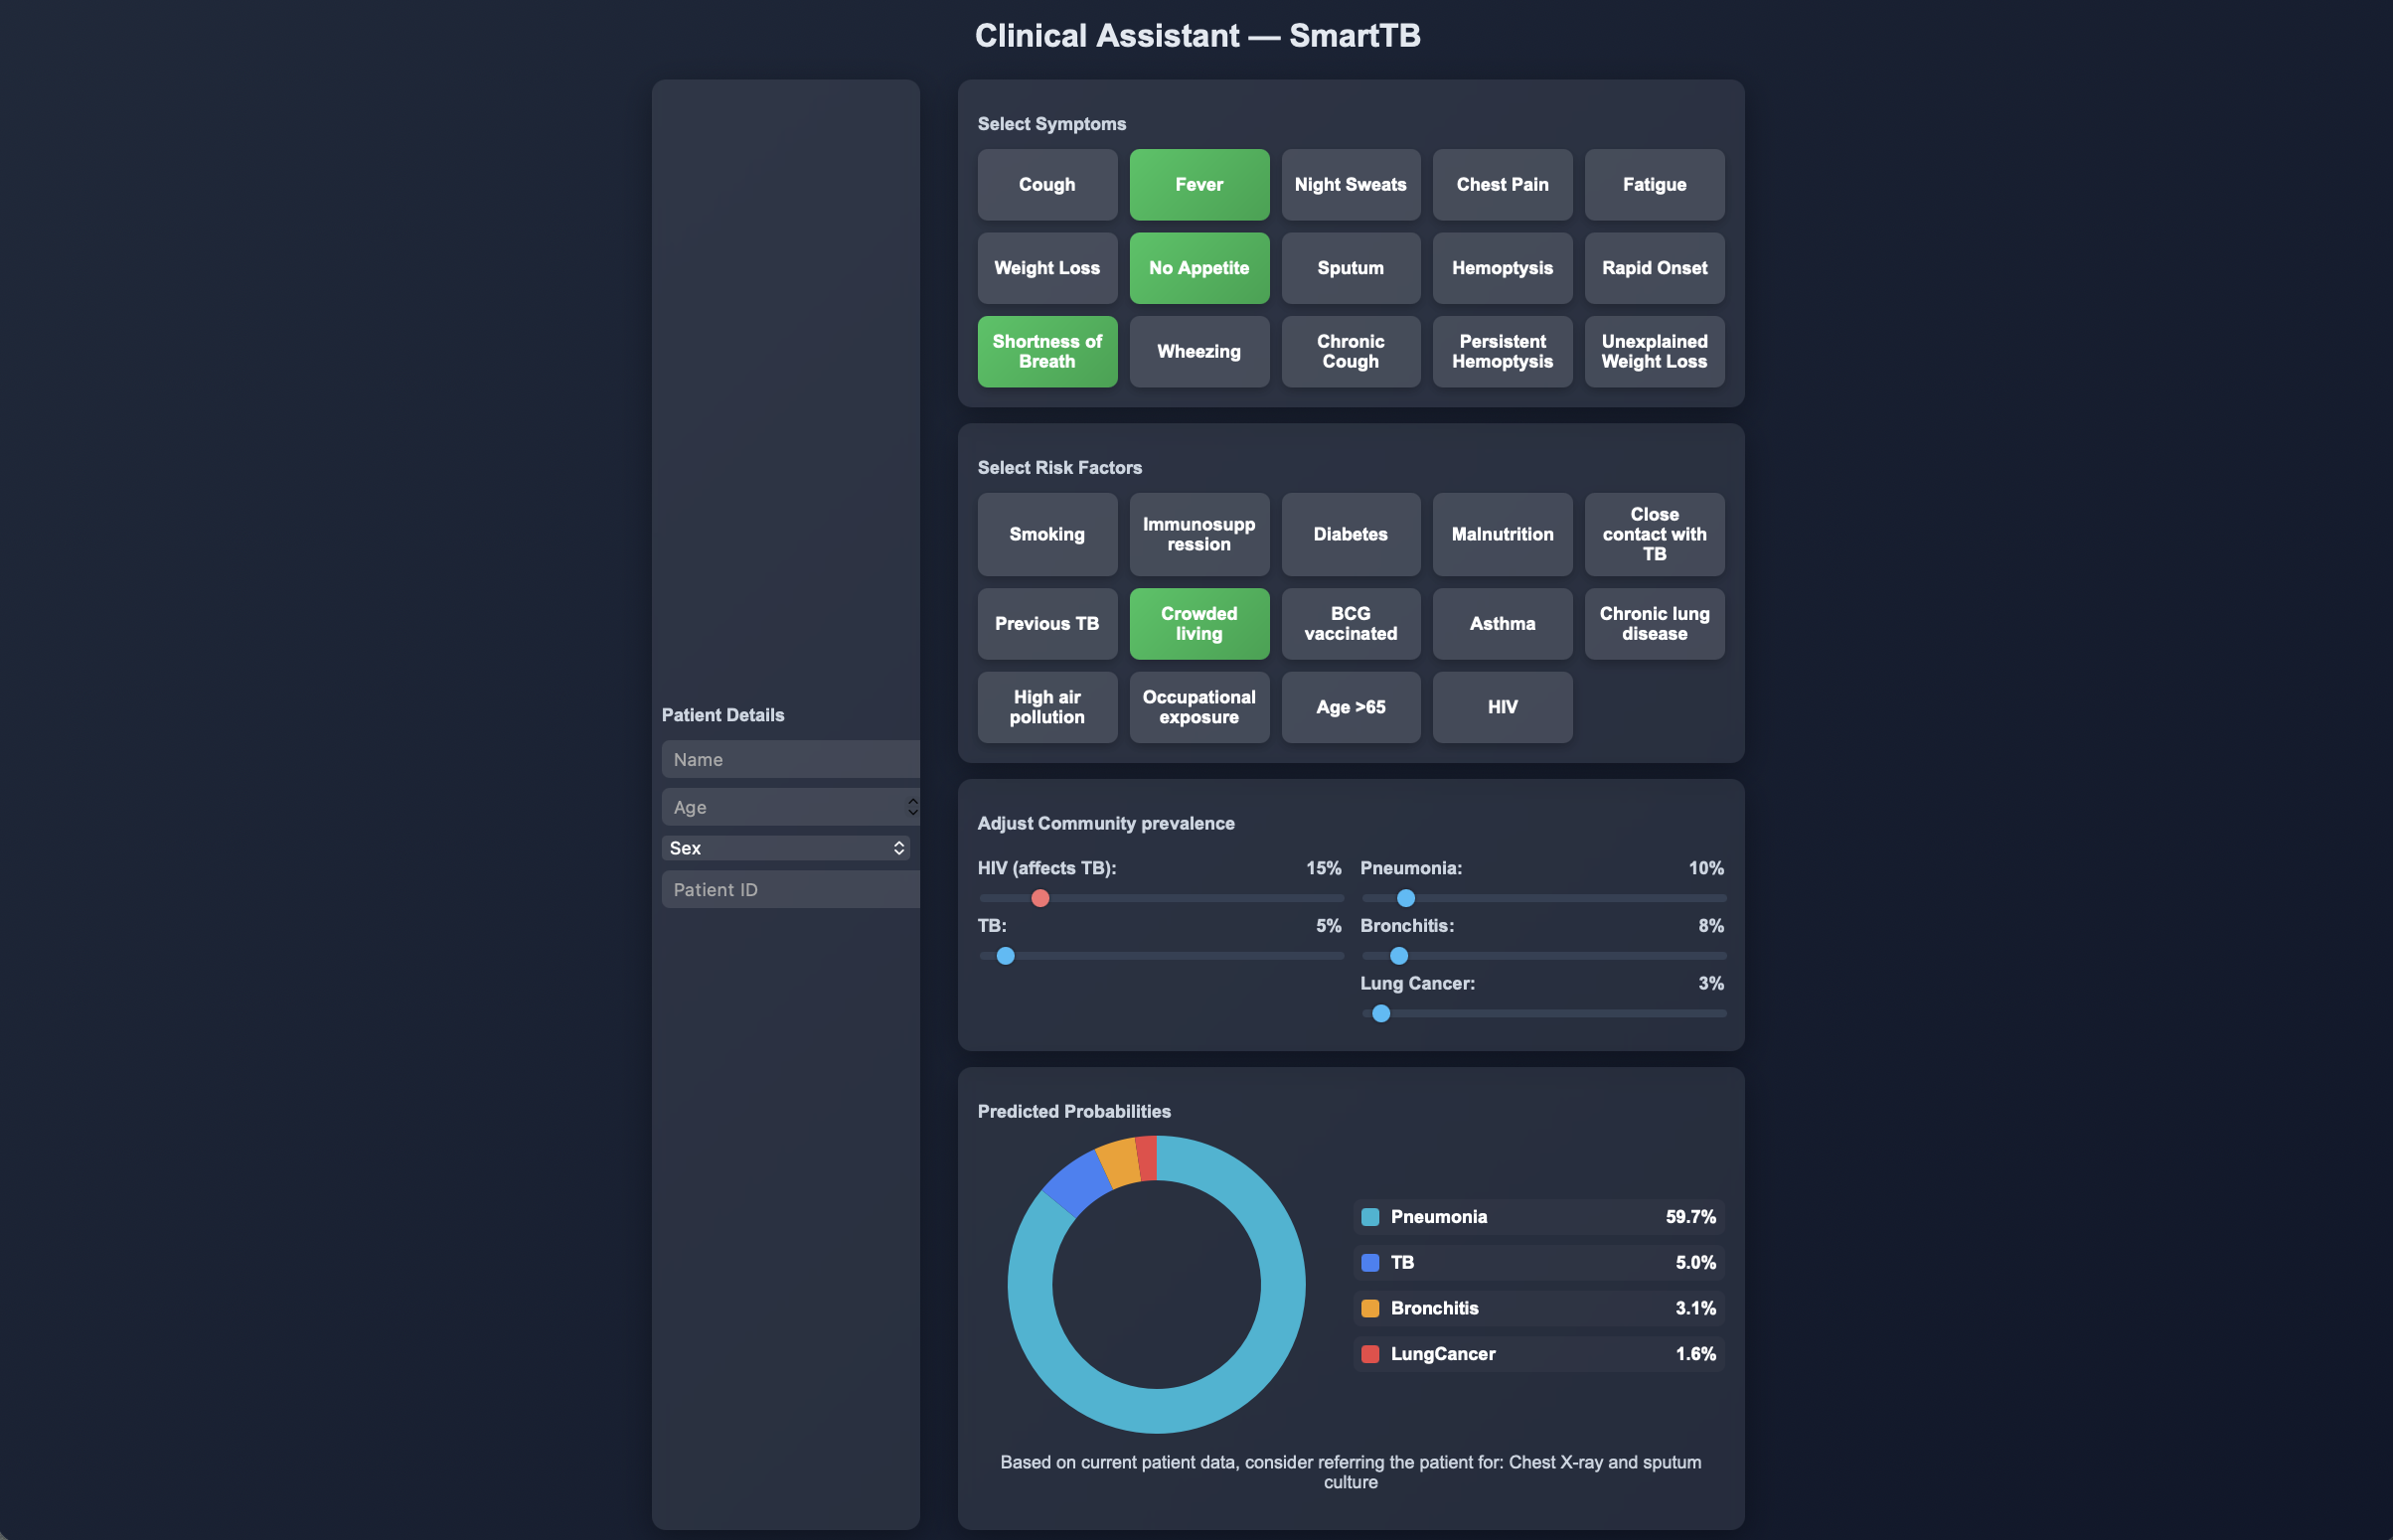 Clinical Assistant — SmartTB
Patient Details
Name
Age
Sex
Patient ID
Select Symptoms
Cough
Fever
Night Sweats
Chest Pain
Fatigue
Weight Loss
No Appetite
Sputum
Hemoptysis
Rapid Onset
Shortness of
Breath
Wheezing
Chronic
Cough
Persistent
Hemoptysis
Unexplained
Weight Loss
Select Risk Factors
Smoking
Immunosupp
ression
Diabetes
Malnutrition
Close
contact with
TB
Previous TB
Crowded
living
BCG
vaccinated
Asthma
Chronic lung
disease
High air
pollution
Occupational
exposure
Age >65
HIV
Adjust Community prevalence
HIV (affects TB): 15%
TB: 5%
Pneumonia: 10%
Bronchitis: 8%
Lung Cancer: 3%
Predicted Probabilities
Pneumonia 59.7%
TB 5.0%
Bronchitis 3.1%
LungCancer 1.6%
Based on current patient data, consider referring the patient for: Chest X-ray and sputum
culture